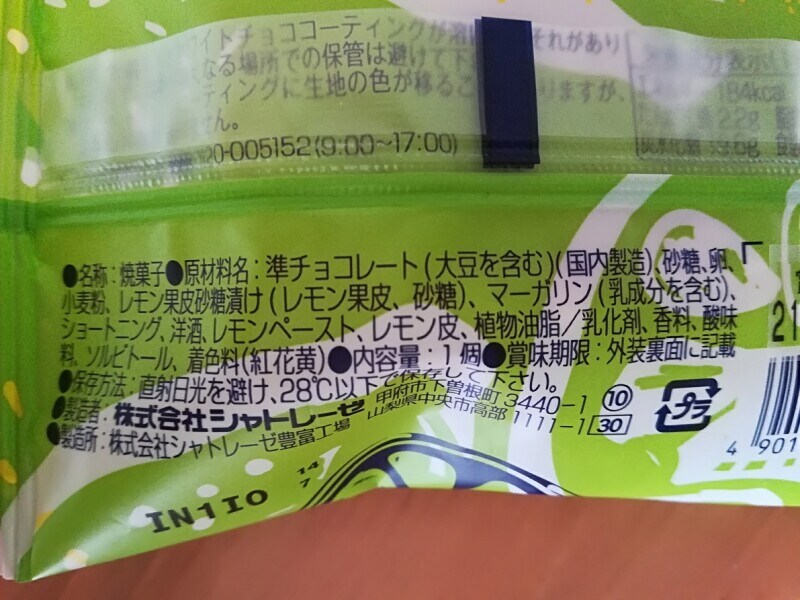 イトチョココーティングが溶
それがあり
なる場所での保管は避けて下
ティングに生地の色が移るこ
りますが、
ん。
0-005152(9:00~17:00)
184kcal
2.2g
●名称:焼菓子●原材料名:準チョコレート(大豆を含む)(国内製造)、砂糖、卵、
小麦粉、レモン果皮砂糖漬け(レモン果皮、砂糖)、マーガリン(乳成分を含む)、
ショートニング、洋酒、レモンペースト、レモン皮、植物油脂/乳化剤、香料、酸味
料、ソルビトール、着色料(紅花黄)●内容量:1個●賞味期限:外装裏面に記載
●保存方法:直射日光を避け、28℃以下で保存して下さい。
●製造者:株式会社シャトレーゼ 甲府市下曽根町3440-1 ⑩
●製造所:株式会社シャトレーゼ豊富工場 山梨県中央市高部1111-1 30
プラ
21
4 901
14
7
IN1IO